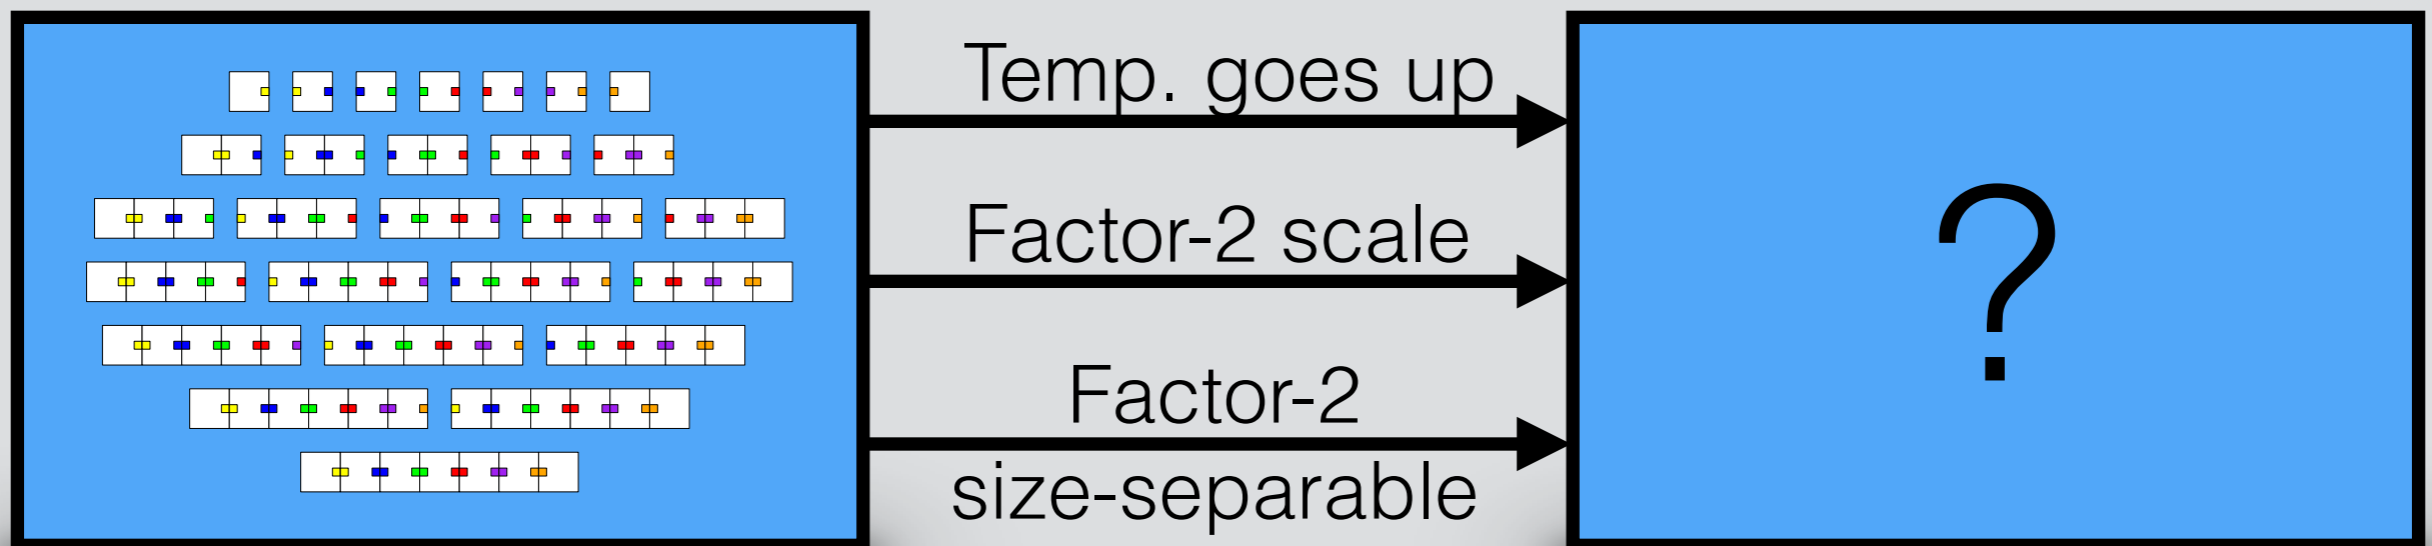 Temp. goes up
Factor-2 scale
Factor-2
size-separable
?